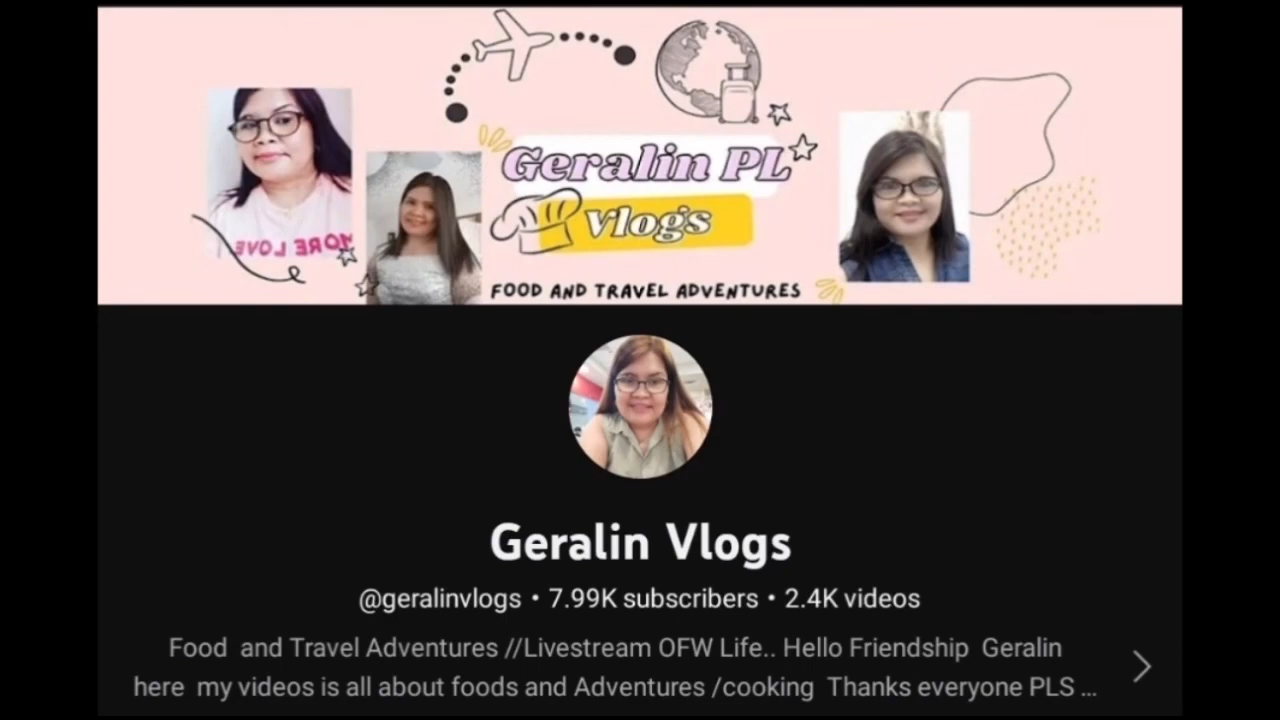 Geralin PL
Vlogs
MORE LOVE
FOOD AND TRAVEL ADVENTURES
Geralin Vlogs
@geralinvlogs • 7.99K subscribers • 2.4K videos
Food and Travel Adventures //Livestream OFW Life.. Hello Friendship Geralin
here my videos is all about foods and Adventures /cooking Thanks everyone PLS ...